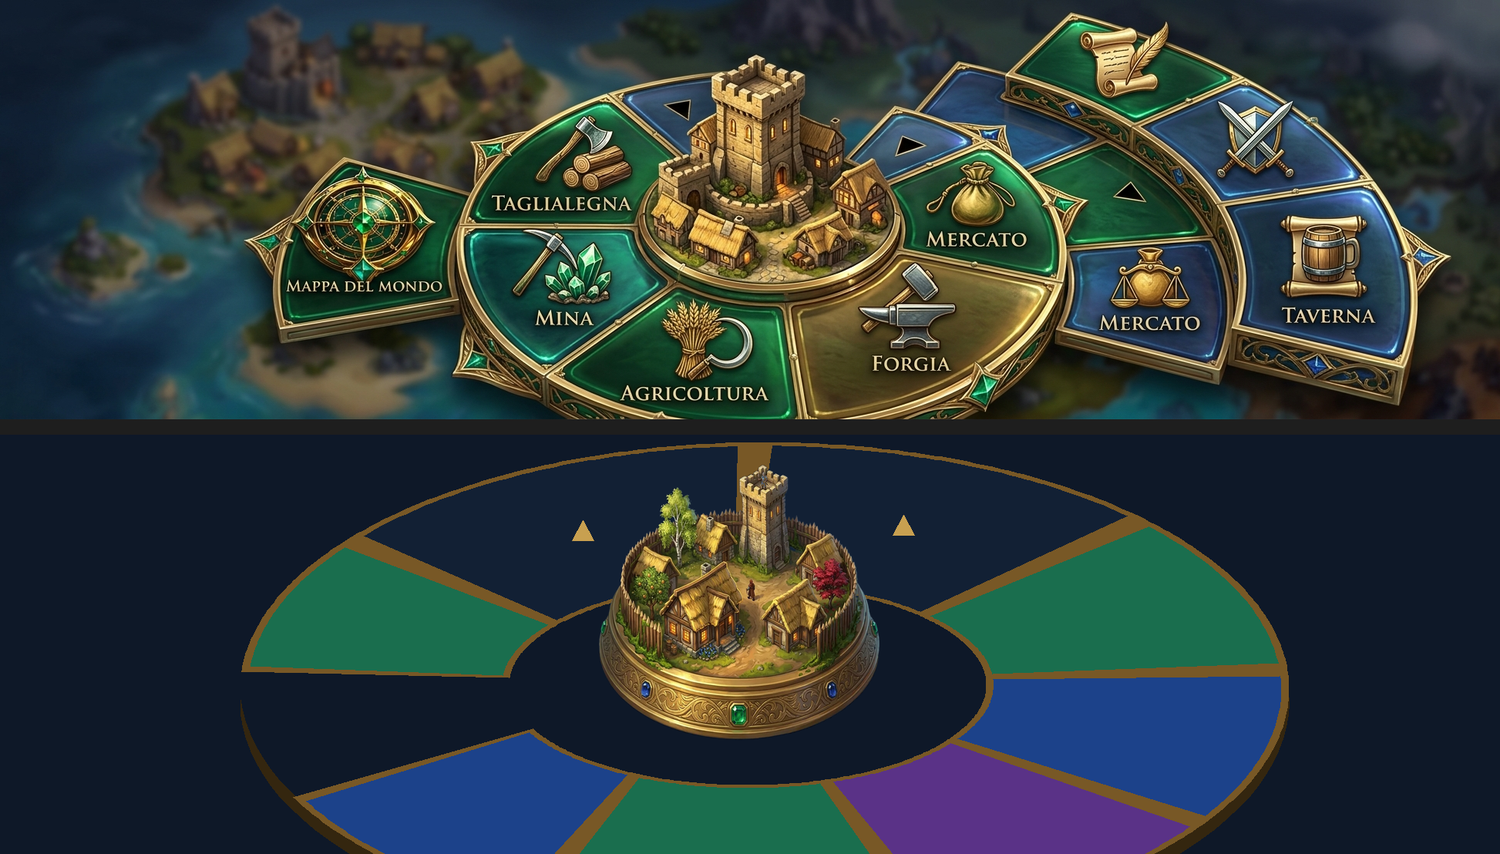 TAGLIALEGNA
MERCATO
MAPPA DEL MONDO
MINA
MERCATO
TAVERNA
FORGIA
AGRICOLTURA